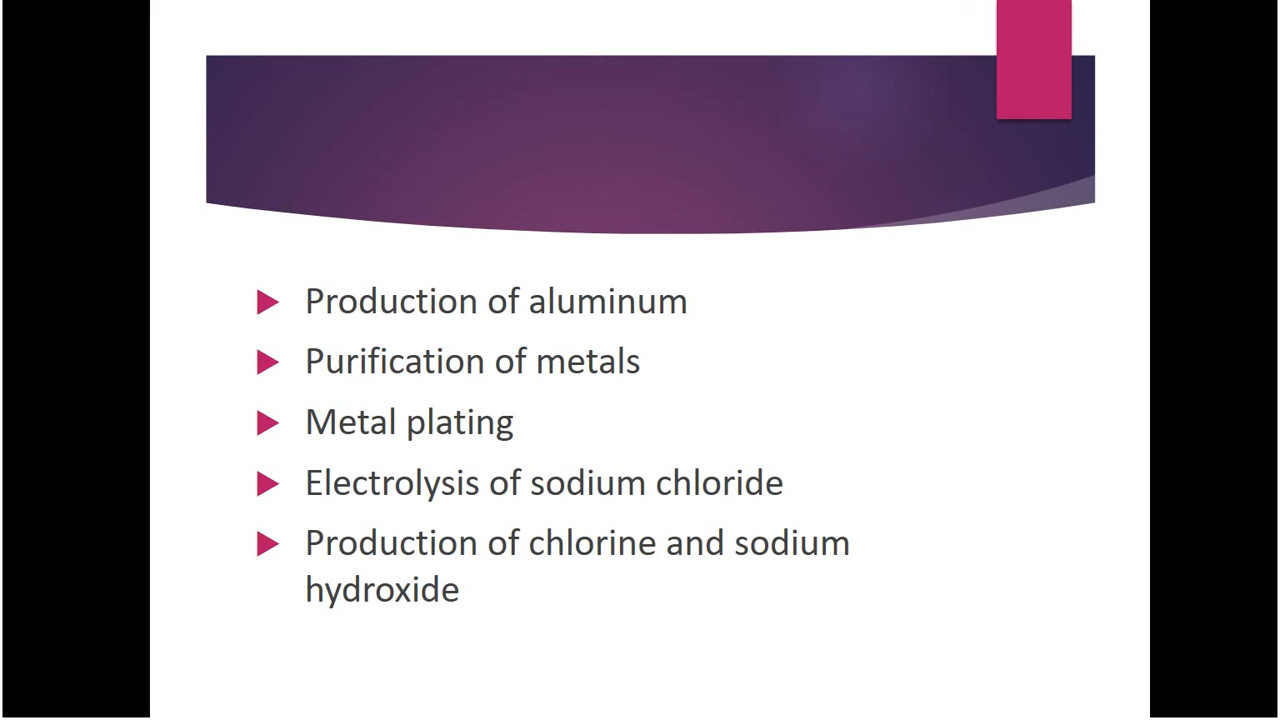 Production of aluminum
Purification of metals
Metal plating
Electrolysis of sodium chloride
Production of chlorine and sodium
hydroxide